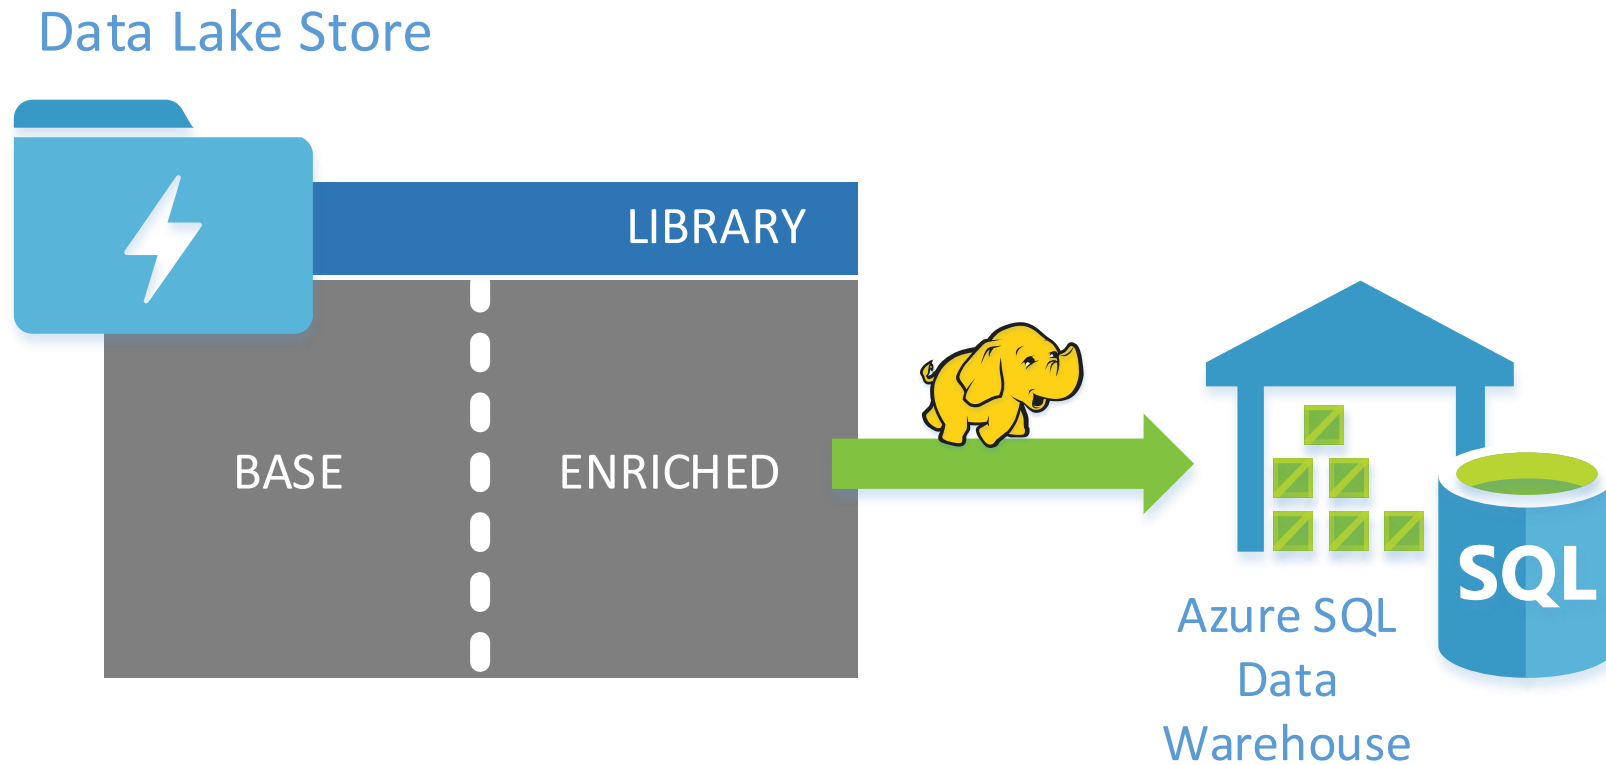 Data Lake Store
LIBRARY
BASE
ENRICHED
SQL
Azure SQL
Data
Warehouse